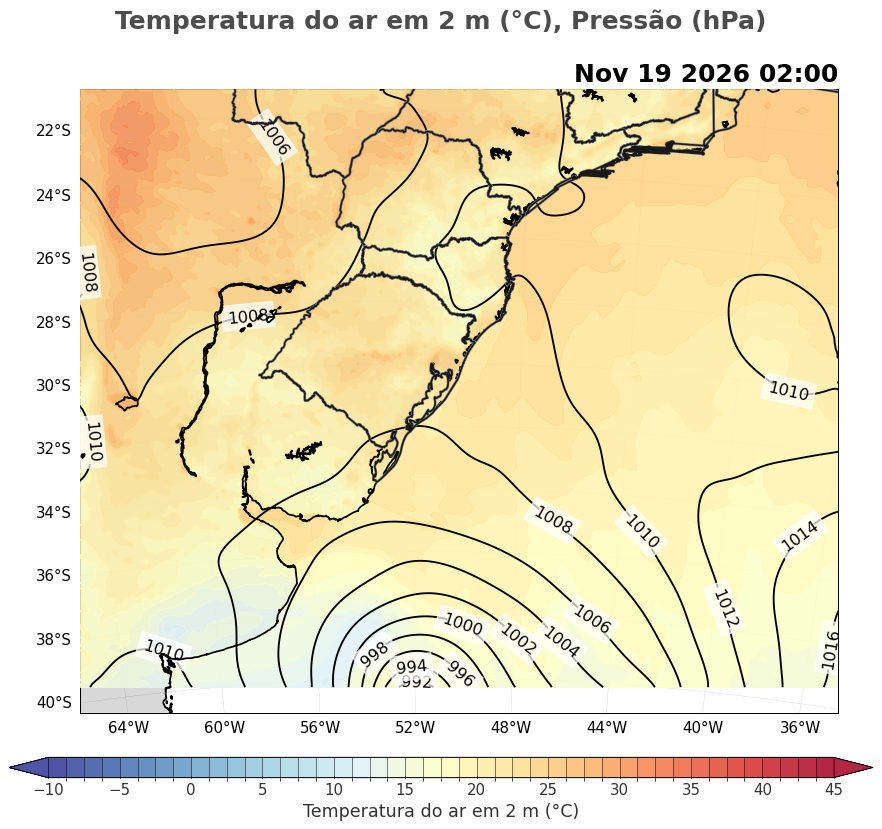 Temperatura do ar em 2 m (°C), Pressão (hPa)
Nov 19 2026 02:00
22°S
24°S
26°S
28°S
30°S
32°S
34°S
36°S
38°S
40°S
1006
1008
1008
1010
1010
1008
1010
1014
1012
1006
1000
1002
1004
1010
998
994
996
992
1016
64°W 60°W 56°W 52°W 48°W 44°W 40°W 36°W
−10 −5 0 5 10 15 20 25 30 35 40 45
Temperatura do ar em 2 m (°C)